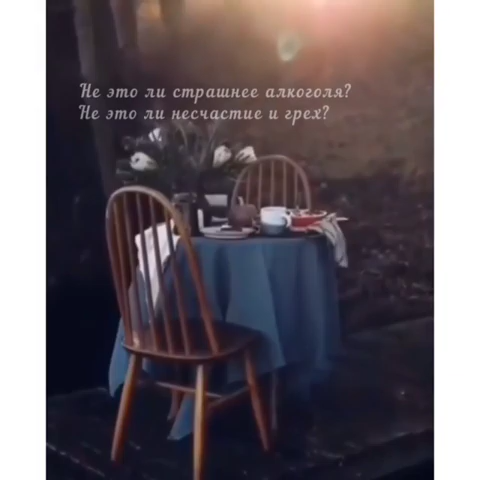 Не это ли страшнее алкоголя?
Не это ли несчастие и грех?